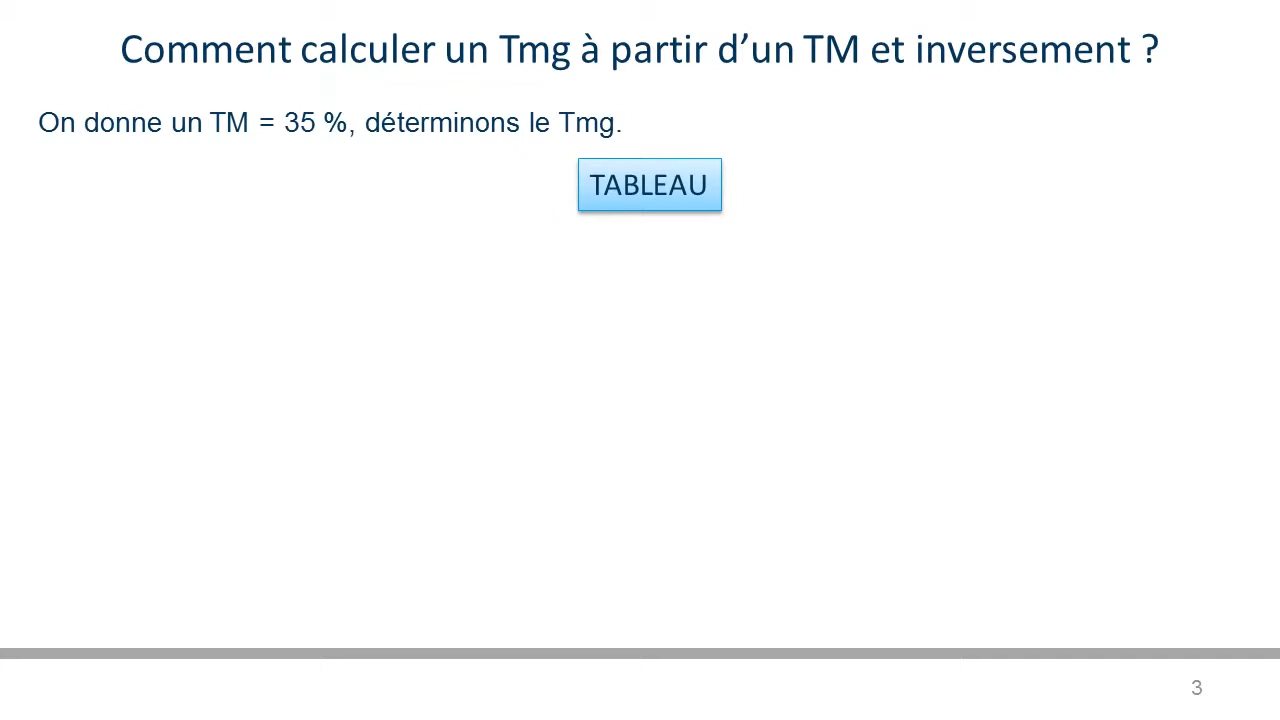 Comment calculer un Tmg à partir d’un TM et inversement ?
On donne un TM = 35 %, déterminons le Tmg.
TABLEAU
3